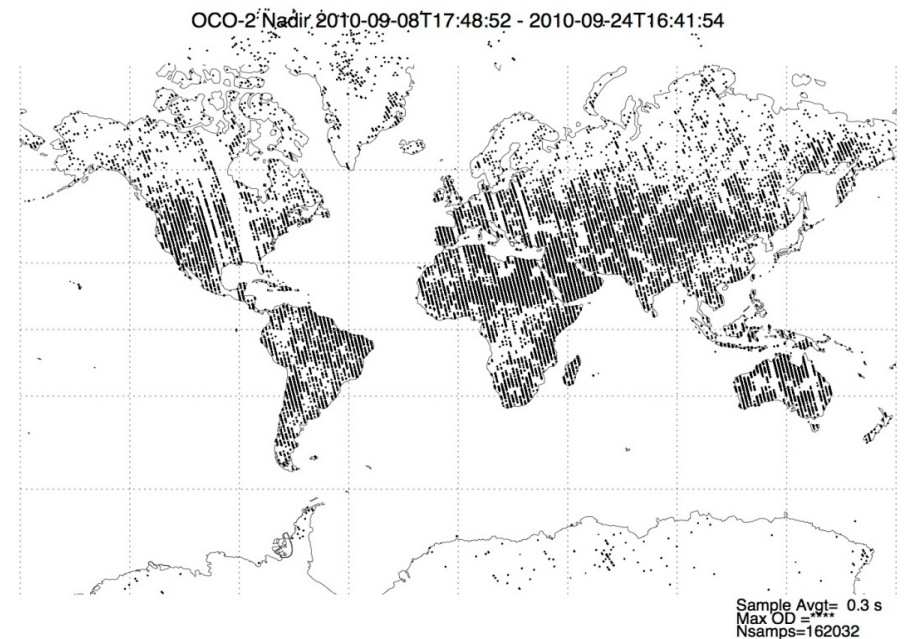 OCO-2 Nadir 2010-09-08T17:48:52 - 2010-09-24T16:41:54
Sample Avgt= 0.3 s
Max OD =****
Nsamps=162032